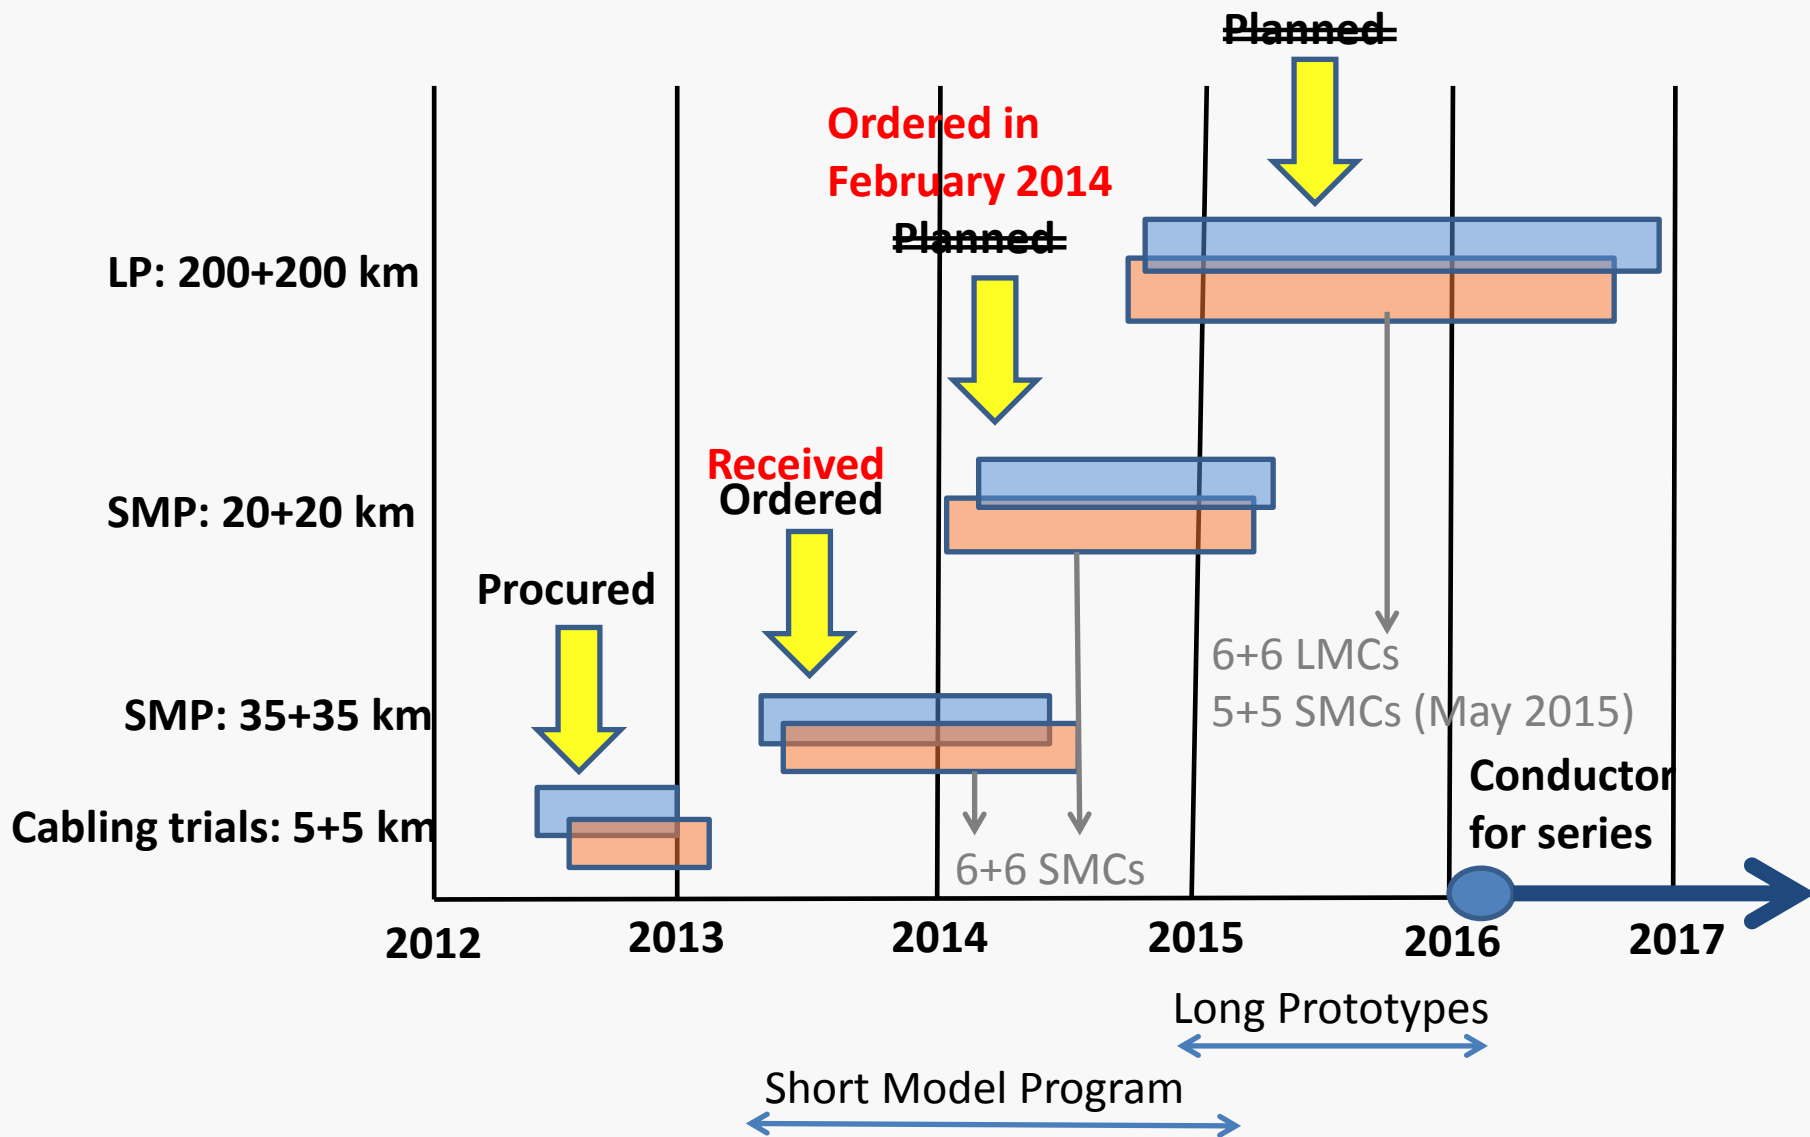 Planned
Ordered in
February 2014
Planned
LP: 200+200 km
Received
Ordered
SMP: 20+20 km
Procured
6+6 LMCs
5+5 SMCs (May 2015)
SMP: 35+35 km
Conductor
for series
Cabling trials: 5+5 km
6+6 SMCs
2012 2013 2014 2015 2016 2017
Long Prototypes
Short Model Program